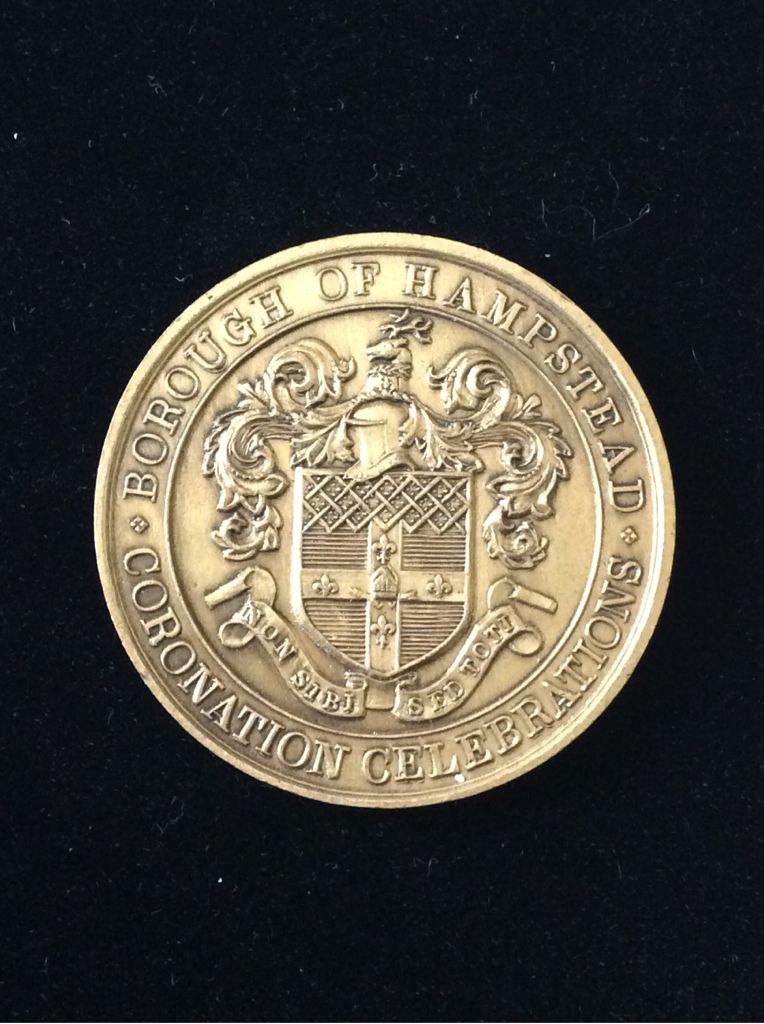 BOROUGH OF HAMPSTEAD
CORONATION CELEBRATIONS
NON SIBI SED TOTI